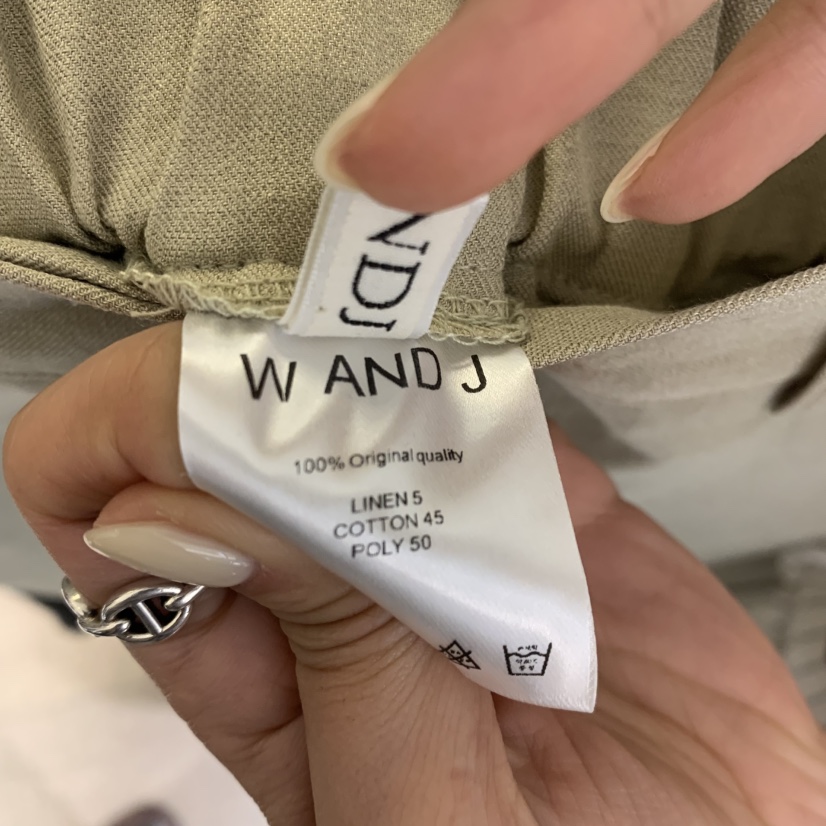 NDJ
W AND J
100% Original quality
LINEN 5
COTTON 45
POLY 50